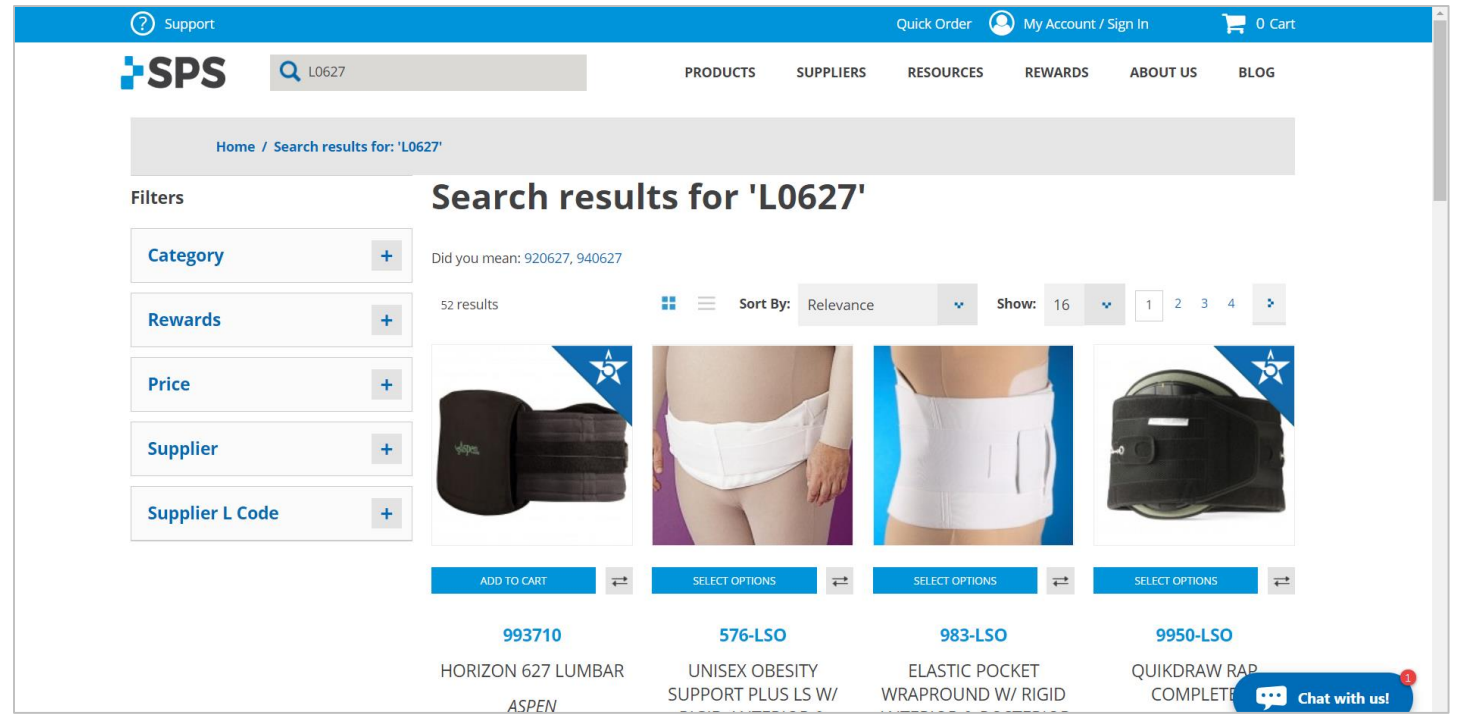 ? Support
Quick Order My Account / Sign In 0 Cart
SPS
L0627
PRODUCTS SUPPLIERS RESOURCES REWARDS ABOUT US BLOG
Home / Search results for: 'L0627'
Filters
Category +
Rewards +
Price +
Supplier +
Supplier L Code +
Search results for 'L0627'
Did you mean: 920627, 940627
52 results Sort By: Relevance Show: 16 1 2 3 4
5
5
aspen
ADD TO CART
SELECT OPTIONS
SELECT OPTIONS
SELECT OPTIONS
993710
HORIZON 627 LUMBAR
ASPEN
576-LSO
UNISEX OBESITY
SUPPORT PLUS LS W/
983-LSO
ELASTIC POCKET
WRAPROUND W/ RIGID
9950-LSO
QUIKDRAW RAP
COMPLETE
1
Chat with us!